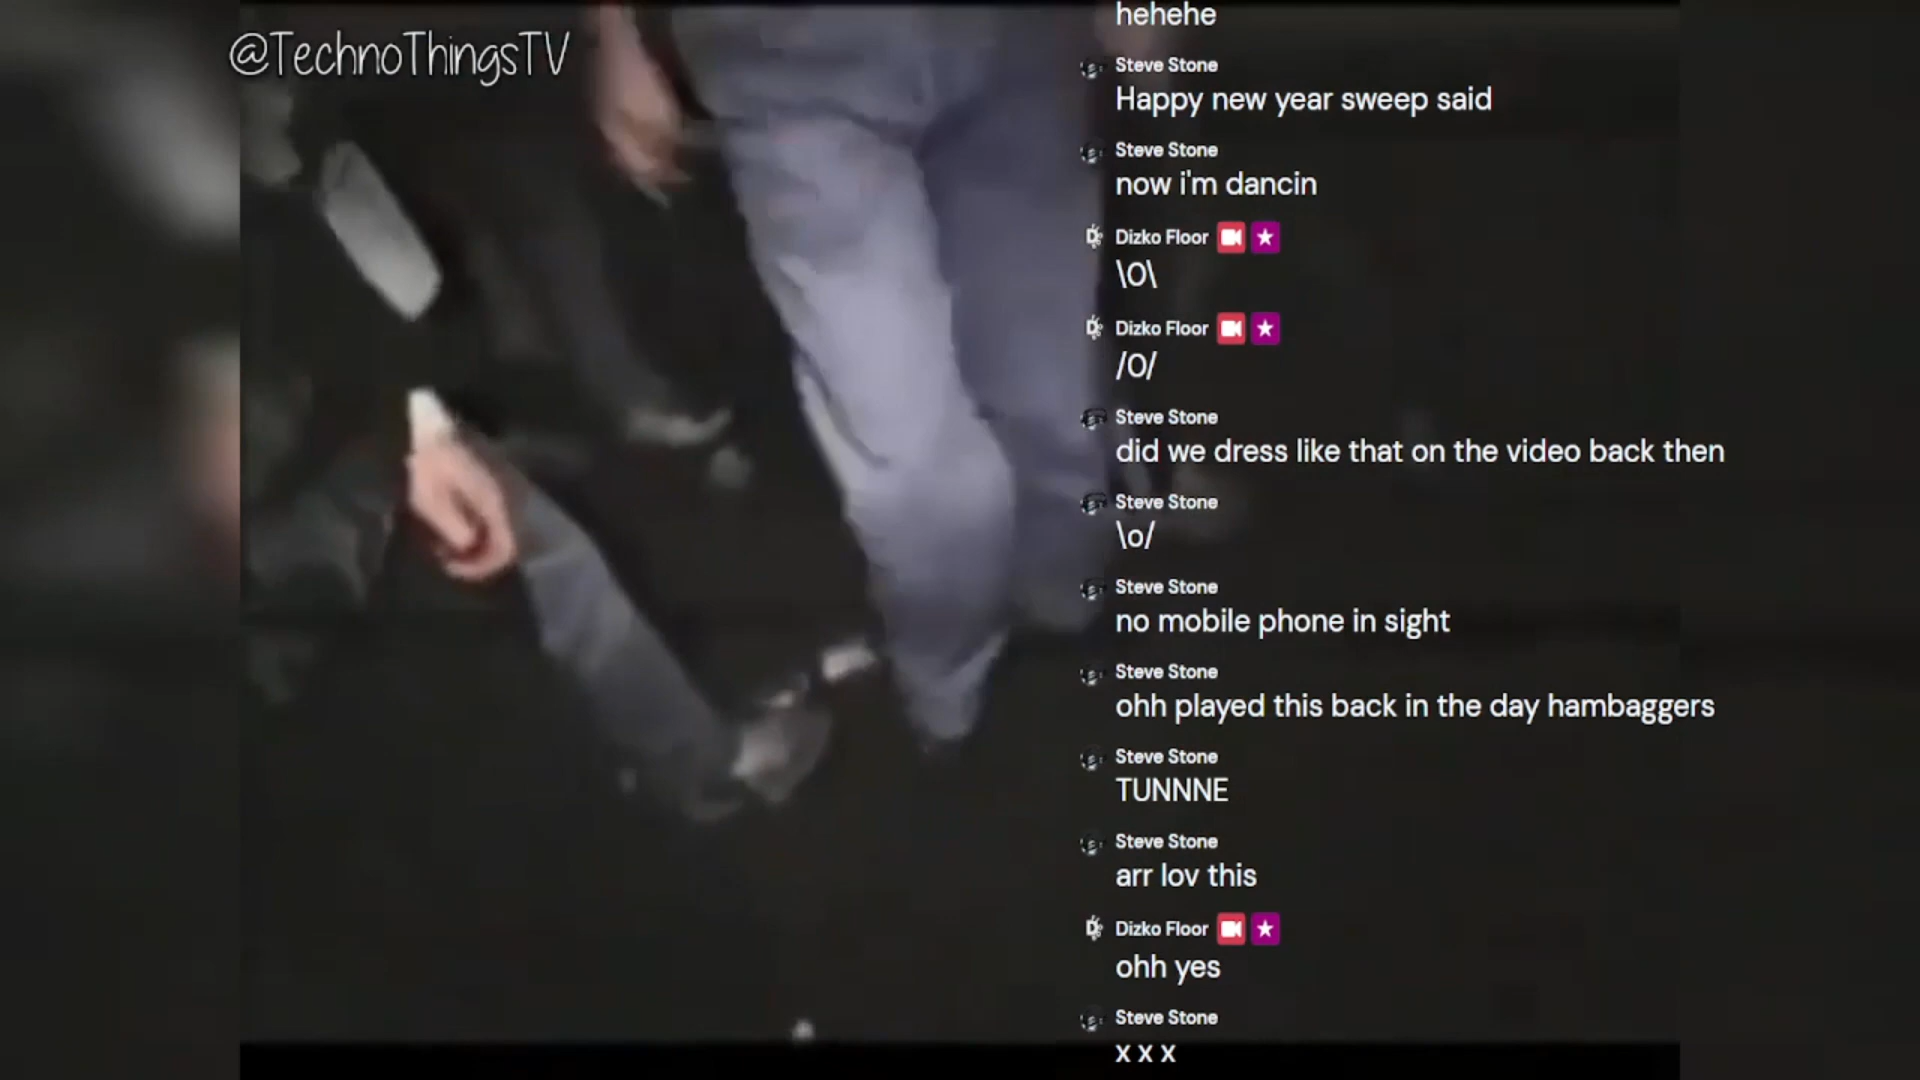 @TechnoThingsTV
hehehe
Steve Stone
Happy new year sweep said
Steve Stone
now i'm dancin
Dizko Floor
\0\
Dizko Floor
/0/
Steve Stone
did we dress like that on the video back then
Steve Stone
\o/
Steve Stone
no mobile phone in sight
Steve Stone
ohh played this back in the day hambaggers
Steve Stone
TUNNNE
Steve Stone
arr lov this
Dizko Floor
ohh yes
Steve Stone
x x x